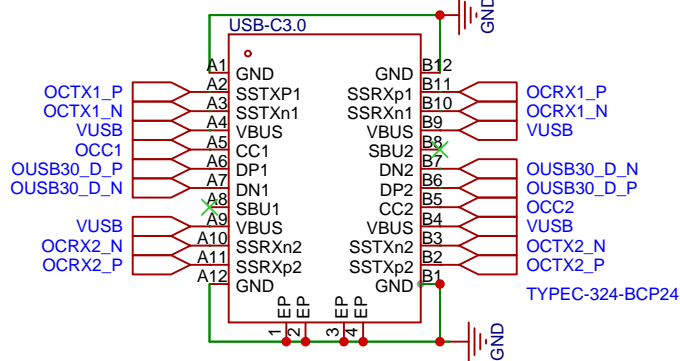 USB-C3.0
GND
A1 GND GND B12
OCTX1_P A2 SSTXP1 SSRXp1 B11 OCRX1_P
OCTX1_N A3 SSTXn1 SSRXn1 B10 OCRX1_N
VUSB A4 VBUS VBUS B9 VUSB
OCC1 A5 CC1 SBU2 B8
OUSB30_D_P A6 DP1 DN2 B7 OUSB30_D_N
OUSB30_D_N A7 DN1 DP2 B6 OUSB30_D_P
A8 SBU1 CC2 B5 OCC2
VUSB A9 VBUS VBUS B4 VUSB
OCRX2_N A10 SSRXn2 SSTXn2 B3 OCTX2_N
OCRX2_P A11 SSRXp2 SSTXp2 B2 OCTX2_P
A12 GND GND B1
TYPEC-324-BCP24
EP EP EP EP
1 2 3 4
GND